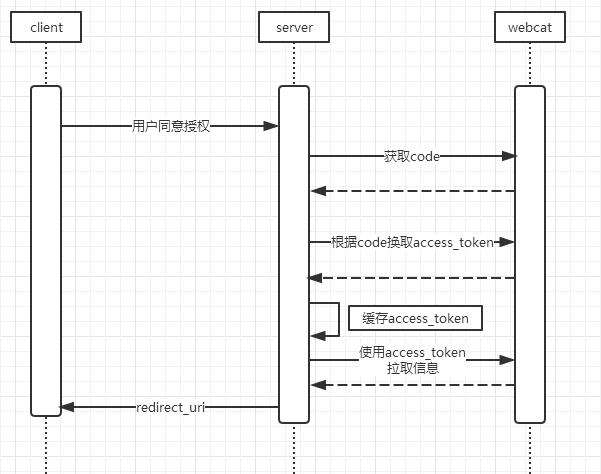 client
server
webcat
用户同意授权
获取code
根据code换取access_token
缓存access_token
使用access_token
拉取信息
redirect_uri